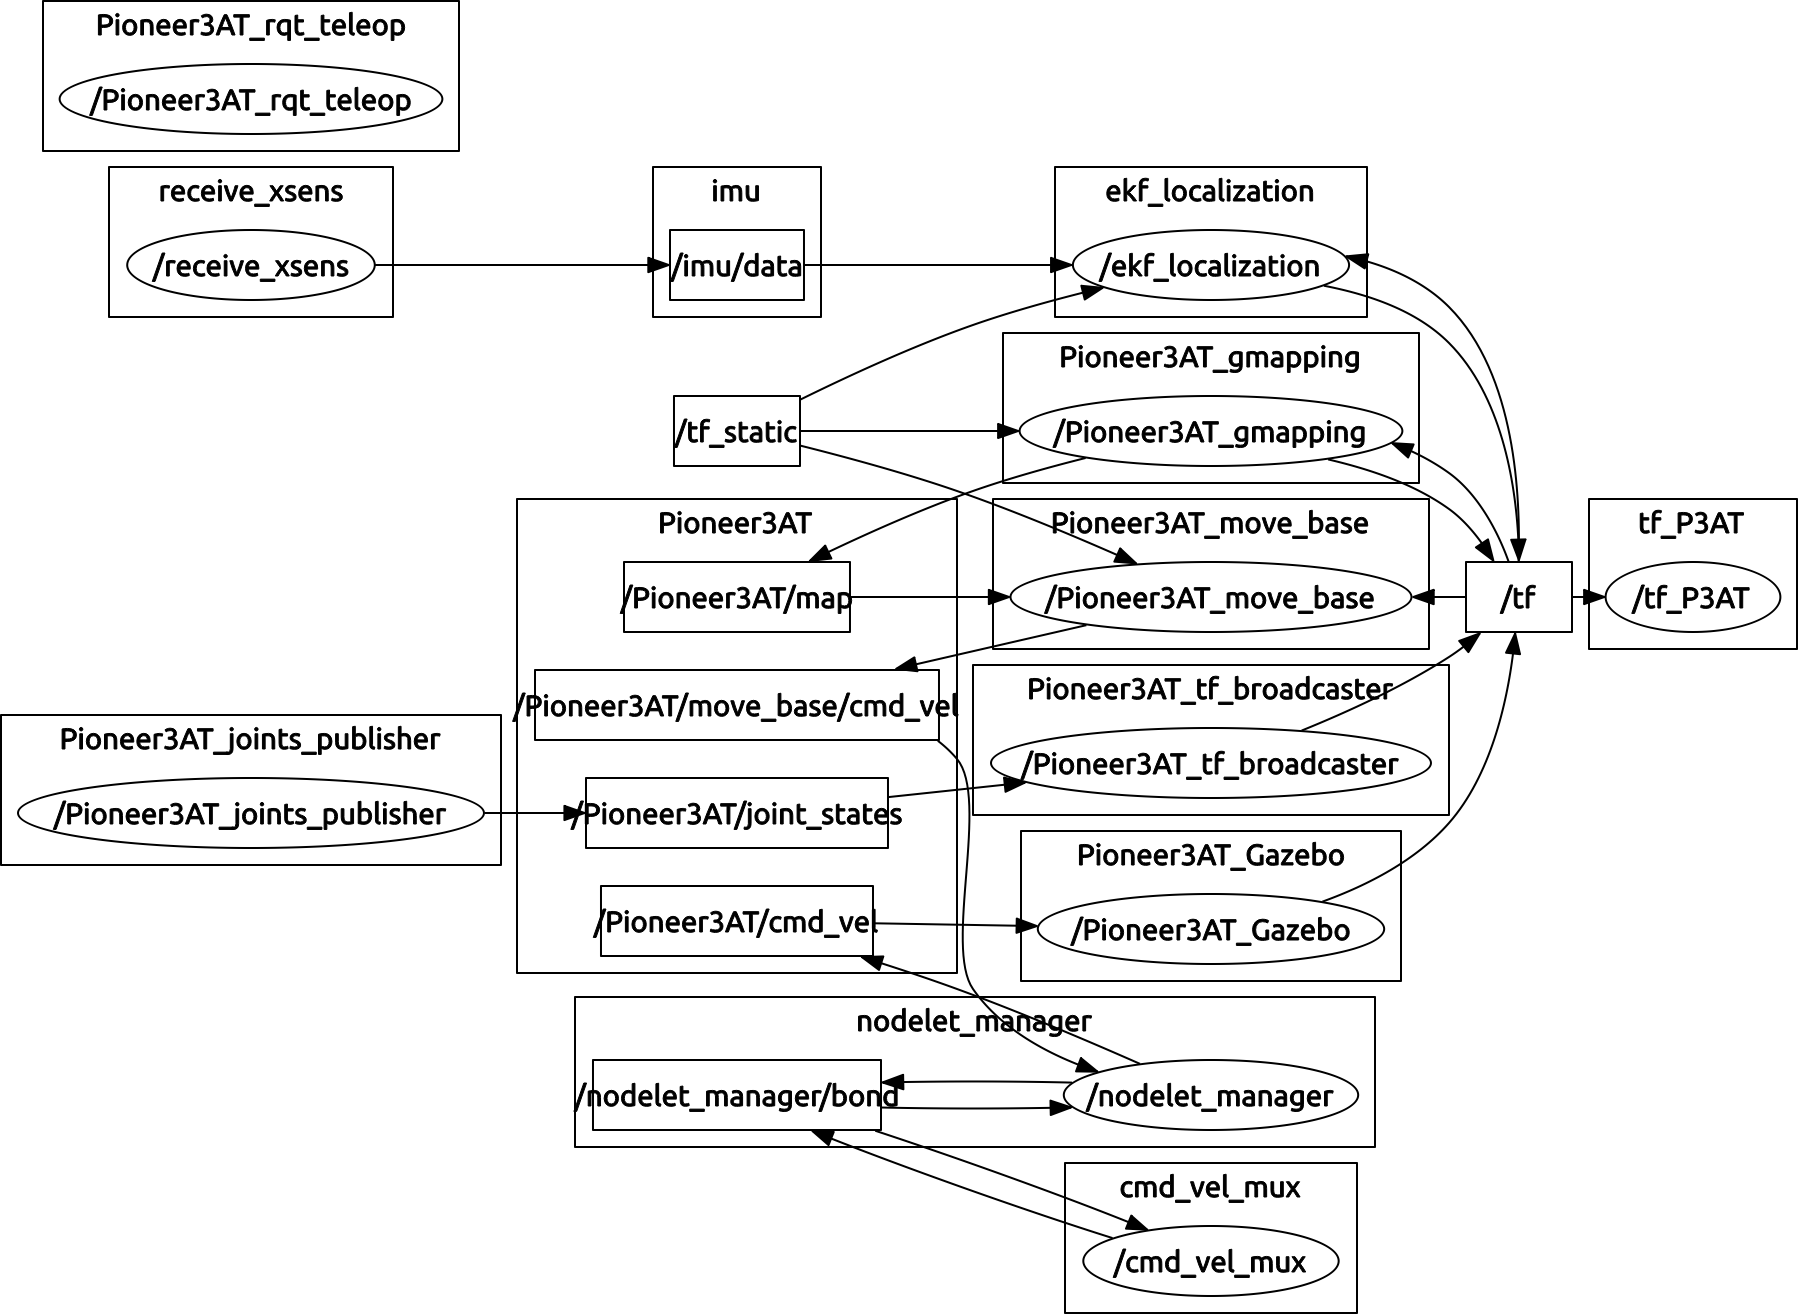 Pioneer3AT_rqt_teleop
/Pioneer3AT_rqt_teleop
receive_xsens
/receive_xsens
imu
/imu/data
ekf_localization
/ekf_localization
/tf_static
Pioneer3AT_gmapping
/Pioneer3AT_gmapping
Pioneer3AT
/Pioneer3AT/map
Pioneer3AT_move_base
/Pioneer3AT_move_base
/tf
tf_P3AT
/tf_P3AT
/Pioneer3AT/move_base/cmd_vel
Pioneer3AT_tf_broadcaster
/Pioneer3AT_tf_broadcaster
Pioneer3AT_joints_publisher
/Pioneer3AT_joints_publisher
/Pioneer3AT/joint_states
Pioneer3AT_Gazebo
/Pioneer3AT_Gazebo
/Pioneer3AT/cmd_vel
nodelet_manager
/nodelet_manager/bond
/nodelet_manager
cmd_vel_mux
/cmd_vel_mux